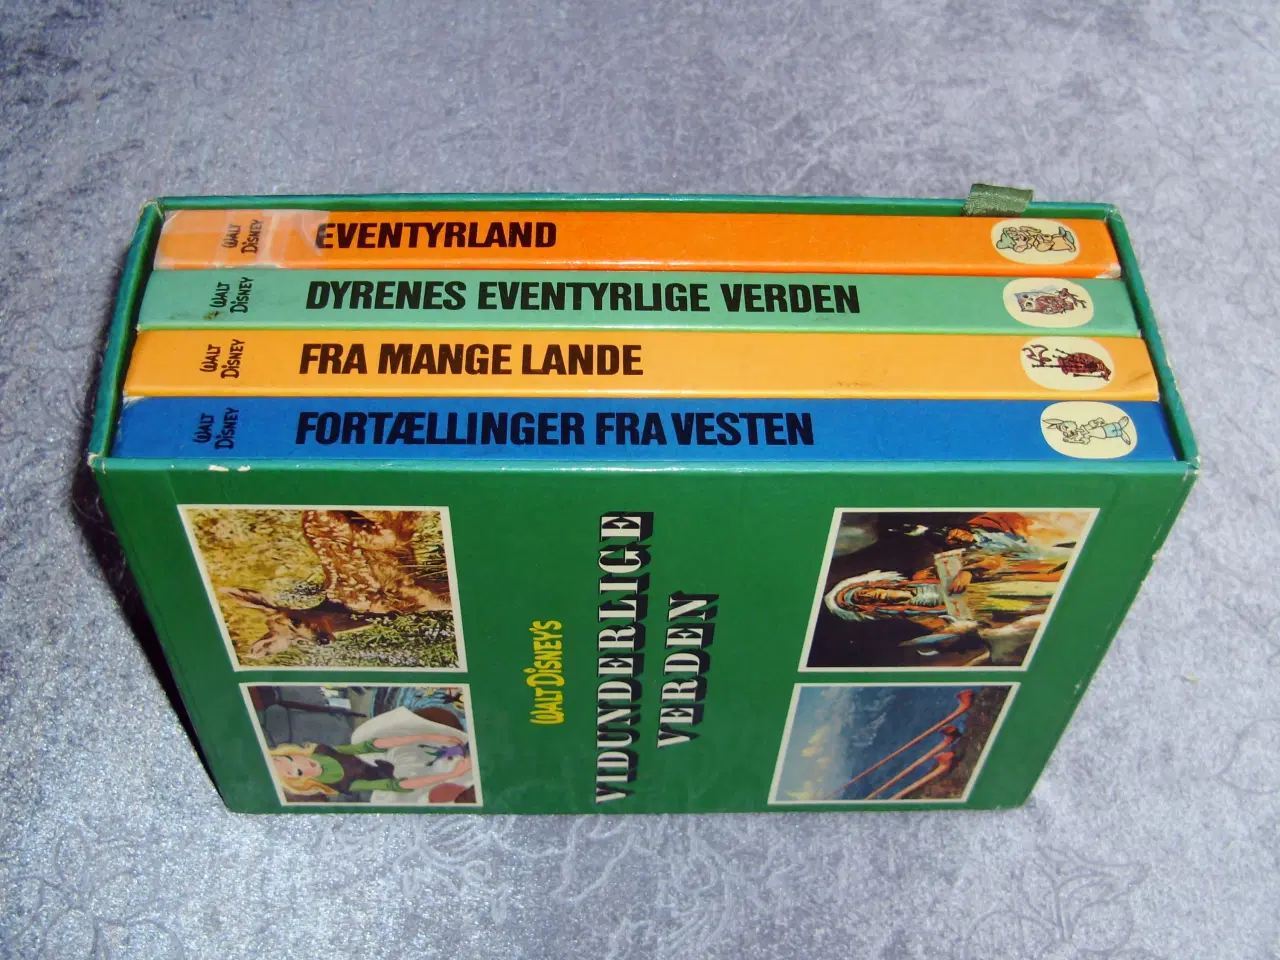 WALT
DISNEY
EVENTYRLAND
WALT
DISNEY
DYRENES EVENTYRLIGE VERDEN
WALT
DISNEY
FRA MANGE LANDE
WALT
DISNEY
FORTÆLLINGER FRA VESTEN
WALT DISNEY'S
VIDUNDERLIGE
VERDEN